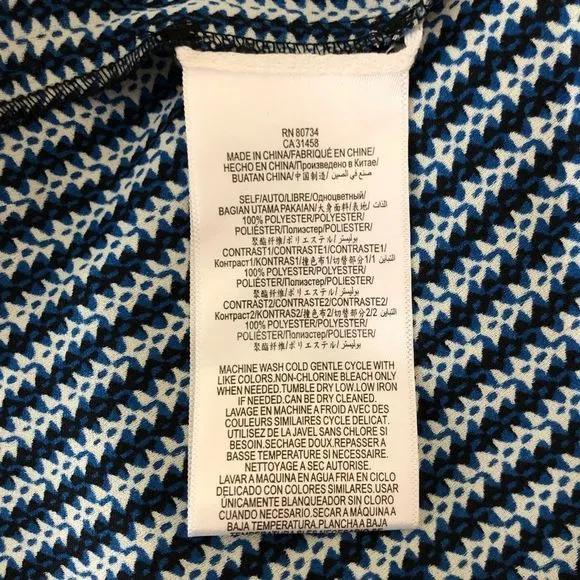 RN 80734
CA 31458
MADE IN CHINA/FABRIQUÉ EN CHINE/
HECHO EN CHINA/Произведено в Китае/
BUATAN CHINA/中国制造/ صنع في الصين/
SELF/AUTO/LIBRE/Одноцветный/
BAGIAN UTAMA PAKAIAN/大身面料/表地/ الذات/
100% POLYESTER/POLYESTER/
POLIÉSTER/Полиэстер/POLIESTER/
聚酯纤维/ポリエステル/ بوليستر/
CONTRAST1/CONTRASTE1/CONTRASTE1/
Контраст1/KONTRAS1/撞色布1/切替部分1/ التباين 1/
100% POLYESTER/POLYESTER/
POLIÉSTER/Полиэстер/POLIESTER/
聚酯纤维/ポリエステル/ بوليستر/
CONTRAST2/CONTRASTE2/CONTRASTE2/
Контраст2/KONTRAS2/撞色布2/切替部分2/ التباين 2/
100% POLYESTER/POLYESTER/
POLIÉSTER/Полиэстер/POLIESTER/
聚酯纤维/ポリエステル/ بوليستر/
MACHINE WASH COLD GENTLE CYCLE WITH
LIKE COLORS.NON-CHLORINE BLEACH ONLY
WHEN NEEDED.TUMBLE DRY LOW.LOW IRON
IF NEEDED.CAN BE DRY CLEANED.
LAVAGE EN MACHINE A FROID AVEC DES
COULEURS SIMILAIRES CYCLE DELICAT.
UTILISEZ DE LA JAVEL SANS CHLORE SI
BESOIN.SECHAGE DOUX.REPASSER A
BASSE TEMPERATURE SI NECESSAIRE.
NETTOYAGE A SEC AUTORISE.
LAVAR A MAQUINA EN AGUA FRIA EN CICLO
DELICADO CON COLORES SIMILARES.USAR
ÚNICAMENTE BLANQUEADOR SIN CLORO
CUANDO NECESARIO.SECAR A MÁQUINA A
BAJA TEMPERATURA.PLANCHA A BAJA